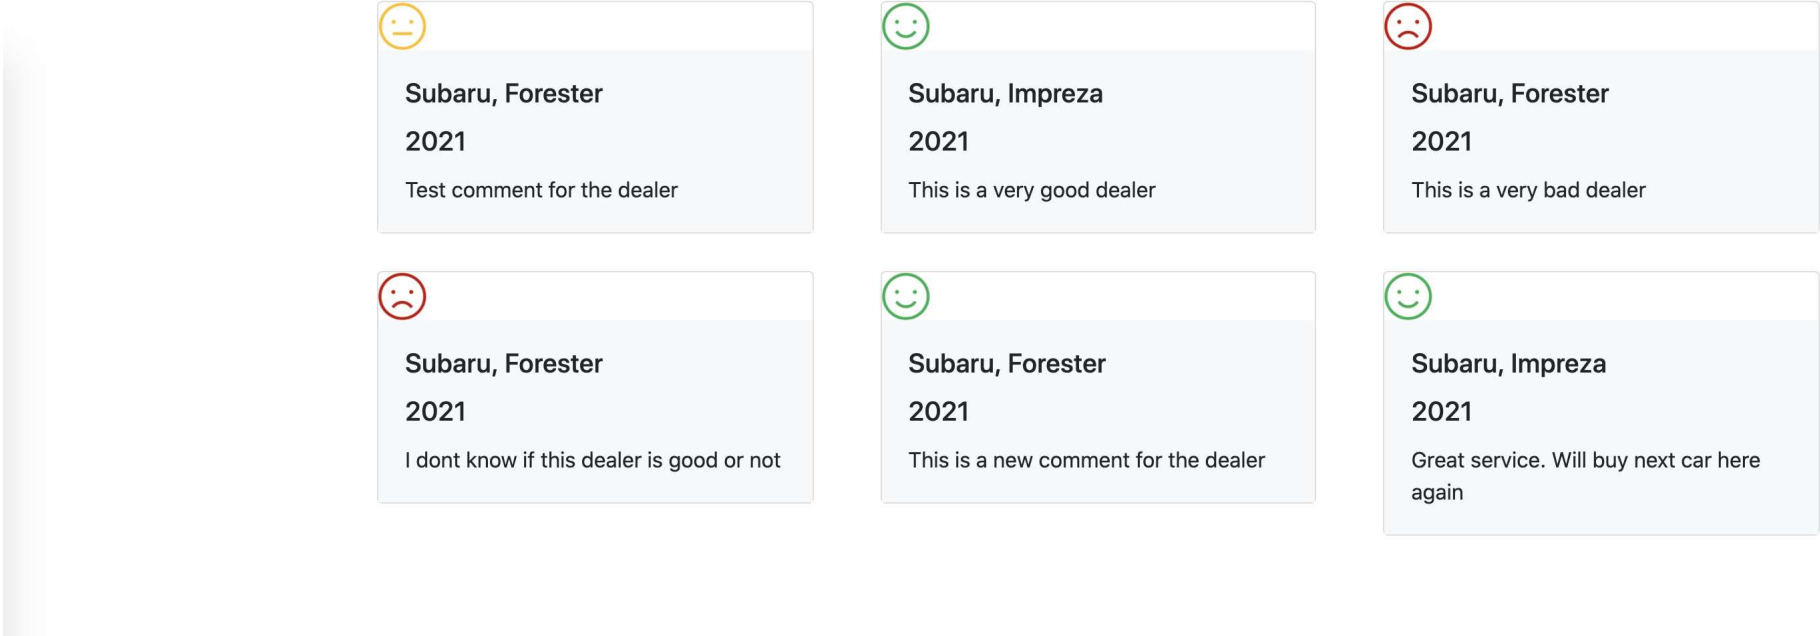 Subaru, Forester
2021
Test comment for the dealer
Subaru, Impreza
2021
This is a very good dealer
Subaru, Forester
2021
This is a very bad dealer
Subaru, Forester
2021
I dont know if this dealer is good or not
Subaru, Forester
2021
This is a new comment for the dealer
Subaru, Impreza
2021
Great service. Will buy next car here
again